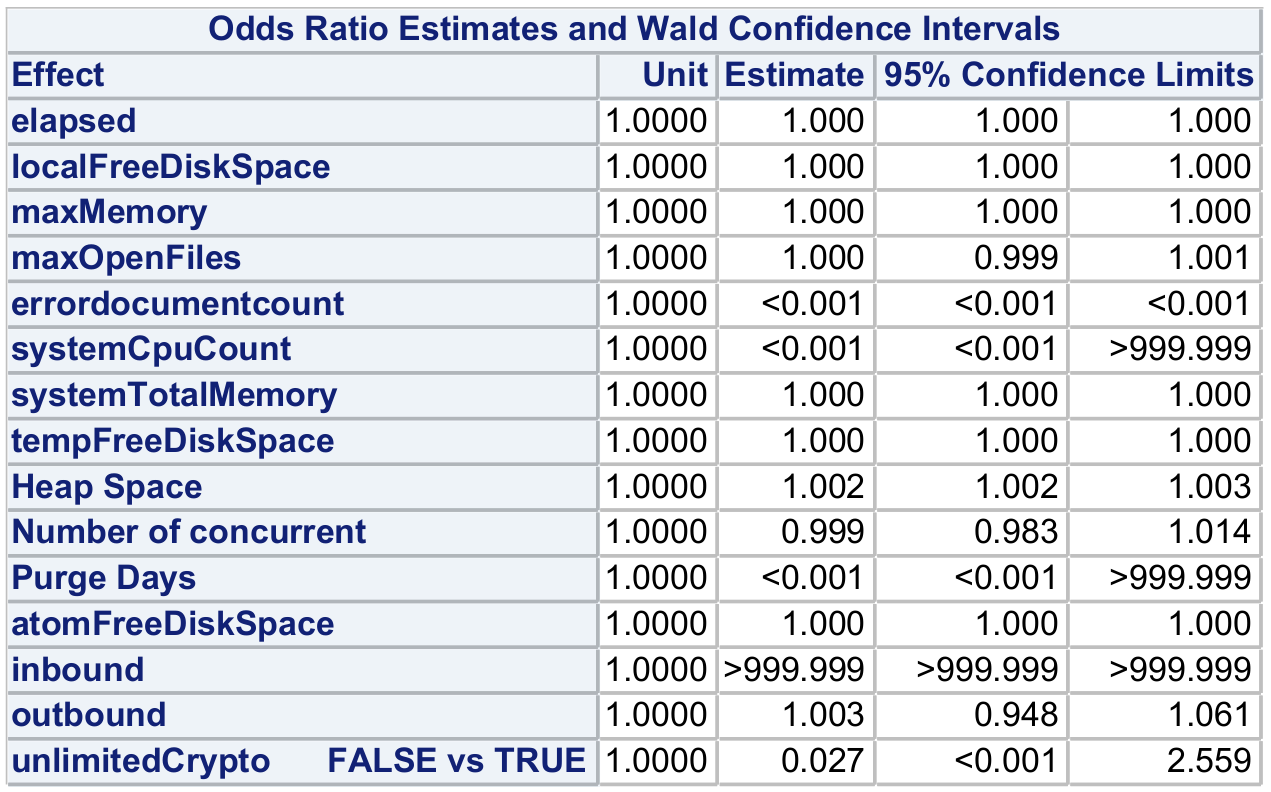 Odds Ratio Estimates and Wald Confidence Intervals
Effect Unit Estimate 95% Confidence Limits
elapsed 1.0000 1.000 1.000 1.000
localFreeDiskSpace 1.0000 1.000 1.000 1.000
maxMemory 1.0000 1.000 1.000 1.000
maxOpenFiles 1.0000 1.000 0.999 1.001
errordocumentcount 1.0000 <0.001 <0.001 <0.001
systemCpuCount 1.0000 <0.001 <0.001 >999.999
systemTotalMemory 1.0000 1.000 1.000 1.000
tempFreeDiskSpace 1.0000 1.000 1.000 1.000
Heap Space 1.0000 1.002 1.002 1.003
Number of concurrent 1.0000 0.999 0.983 1.014
Purge Days 1.0000 <0.001 <0.001 >999.999
atomFreeDiskSpace 1.0000 1.000 1.000 1.000
inbound 1.0000 >999.999 >999.999 >999.999
outbound 1.0000 1.003 0.948 1.061
unlimitedCrypto FALSE vs TRUE 1.0000 0.027 <0.001 2.559